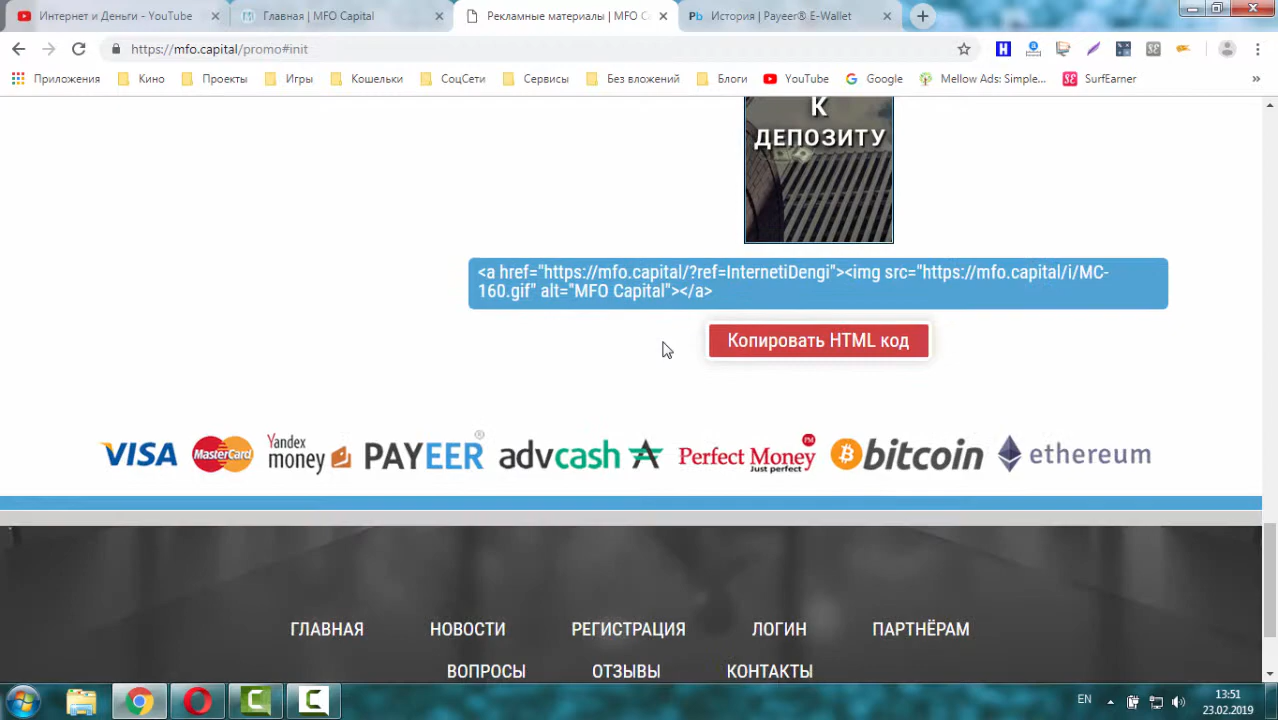 Интернет и Деньги - YouTube
Главная | MFO Capital
Рекламные материалы | MFO C
История | Payeer® E-Wallet
https://mfo.capital/promo#init
Приложения
Кино
Проекты
Игры
Кошельки
СоцСети
Сервисы
Без вложений
Блоги
YouTube
Google
Mellow Ads: Simple...
SurfEarner
К
ДЕПОЗИТУ
<a href="https://mfo.capital/?ref=InternetiDengi"><img src="https://mfo.capital/i/MC-
160.gif" alt="MFO Capital"></a>
Копировать HTML код
VISA
MasterCard
Yandex
money
PAYEER®
advcash
Perfect Money PM
Just perfect
bitcoin
ethereum
ГЛАВНАЯ
НОВОСТИ
РЕГИСТРАЦИЯ
ЛОГИН
ПАРТНЁРАМ
ВОПРОСЫ
ОТЗЫВЫ
КОНТАКТЫ
EN
13:51
23.02.2019